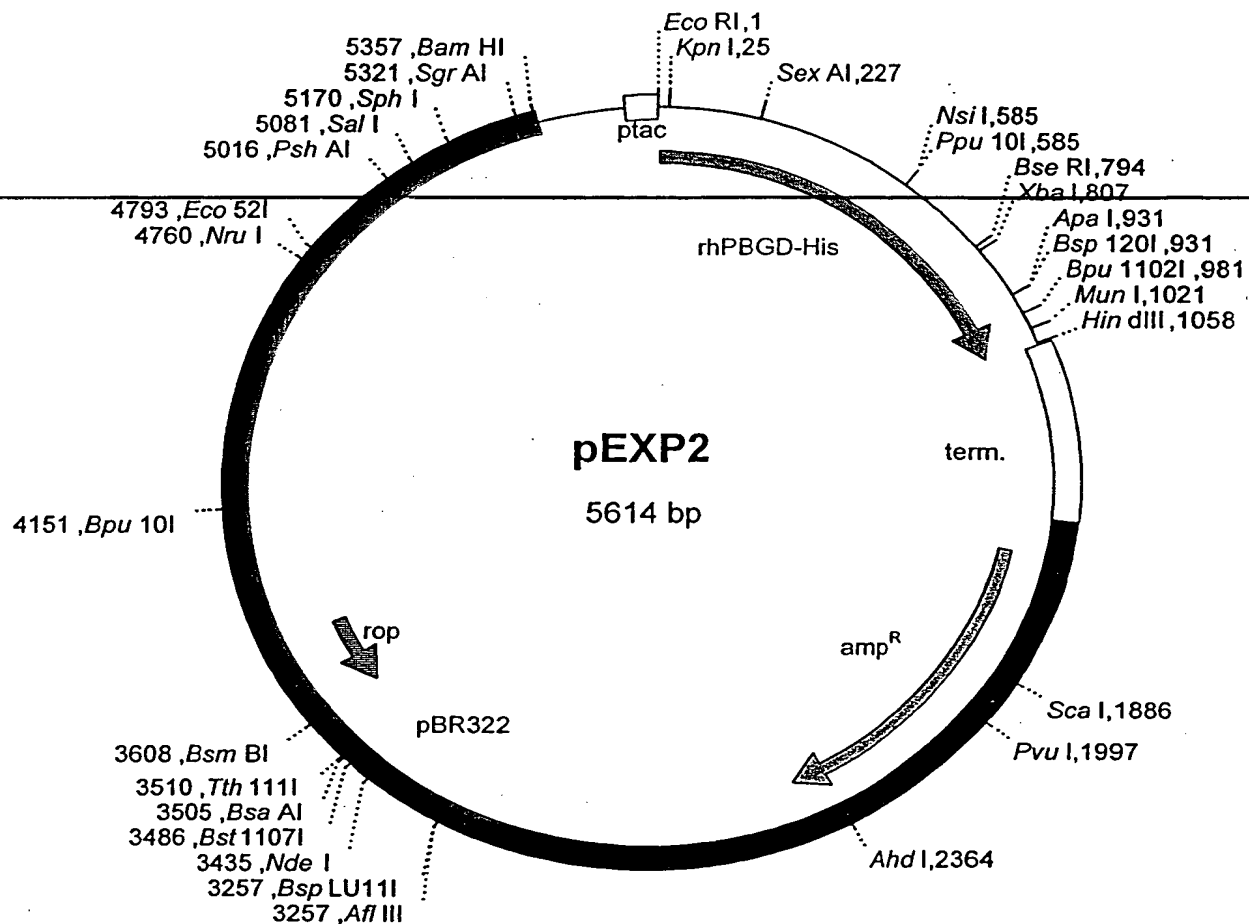 Eco RI,1
Kpn I,25
Sex AI,227
Nsi I,585
Ppu 10I,585
Bse RI,794
Xba I,807
Apa I,931
Bsp 120I,931
Bpu 1102I,981
Mun I,1021
Hin dIII,1058
5357 ,Bam HI
5321 ,Sgr AI
5170 ,Sph I
5081 ,Sal I
5016 ,Psh AI
4793 ,Eco 52I
4760 ,Nru I
ptac
rhPBGD-His
pEXP2
5614 bp
term.
4151 ,Bpu 10I
rop
amp^R
pBR322
Sca I,1886
Pvu I,1997
Ahd I,2364
3608 ,Bsm BI
3510 ,Tth 111I
3505 ,Bsa AI
3486 ,Bst 1107I
3435 ,Nde I
3257 ,Bsp LU11I
3257 ,Afl III